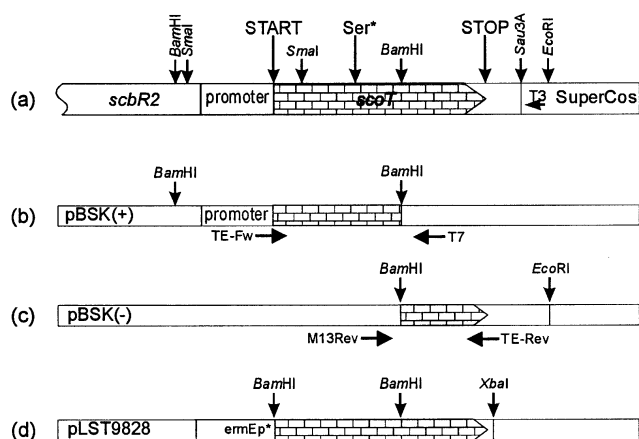 BamHI
SmaI
START
SmaI
Ser*
BamHI
STOP
Sau3A
EcoRI
(a) scbR2 promoter scoT T3 SuperCos
BamHI BamHI
(b) pBSK(+) promoter
TE-Fw T7
BamHI EcoRI
(c) pBSK(-)
M13Rev TE-Rev
BamHI BamHI XbaI
(d) pLST9828 ermEp*